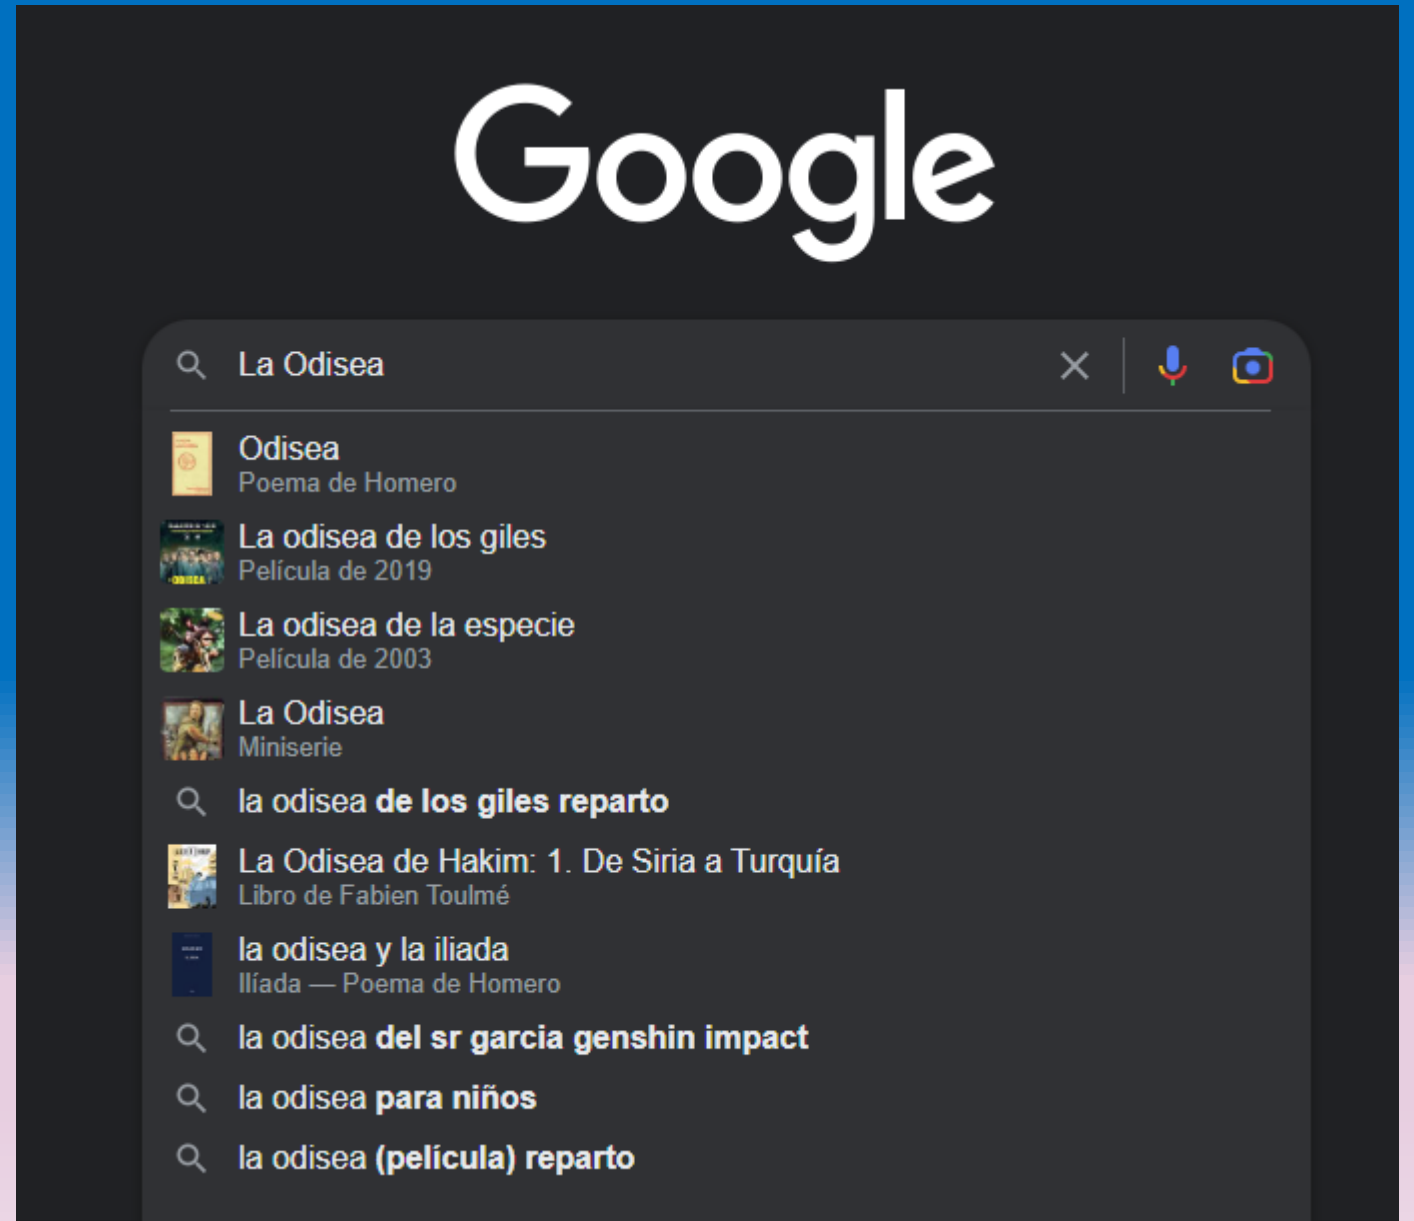 Google
La Odisea
Odisea
Poema de Homero
La odisea de los giles
Película de 2019
ODISEA
La odisea de la especie
Película de 2003
La Odisea
Miniserie
la odisea de los giles reparto
La Odisea de Hakim: 1. De Siria a Turquía
Libro de Fabien Toulmé
la odisea y la iliada
Ilíada — Poema de Homero
la odisea del sr garcia genshin impact
la odisea para niños
la odisea (película) reparto